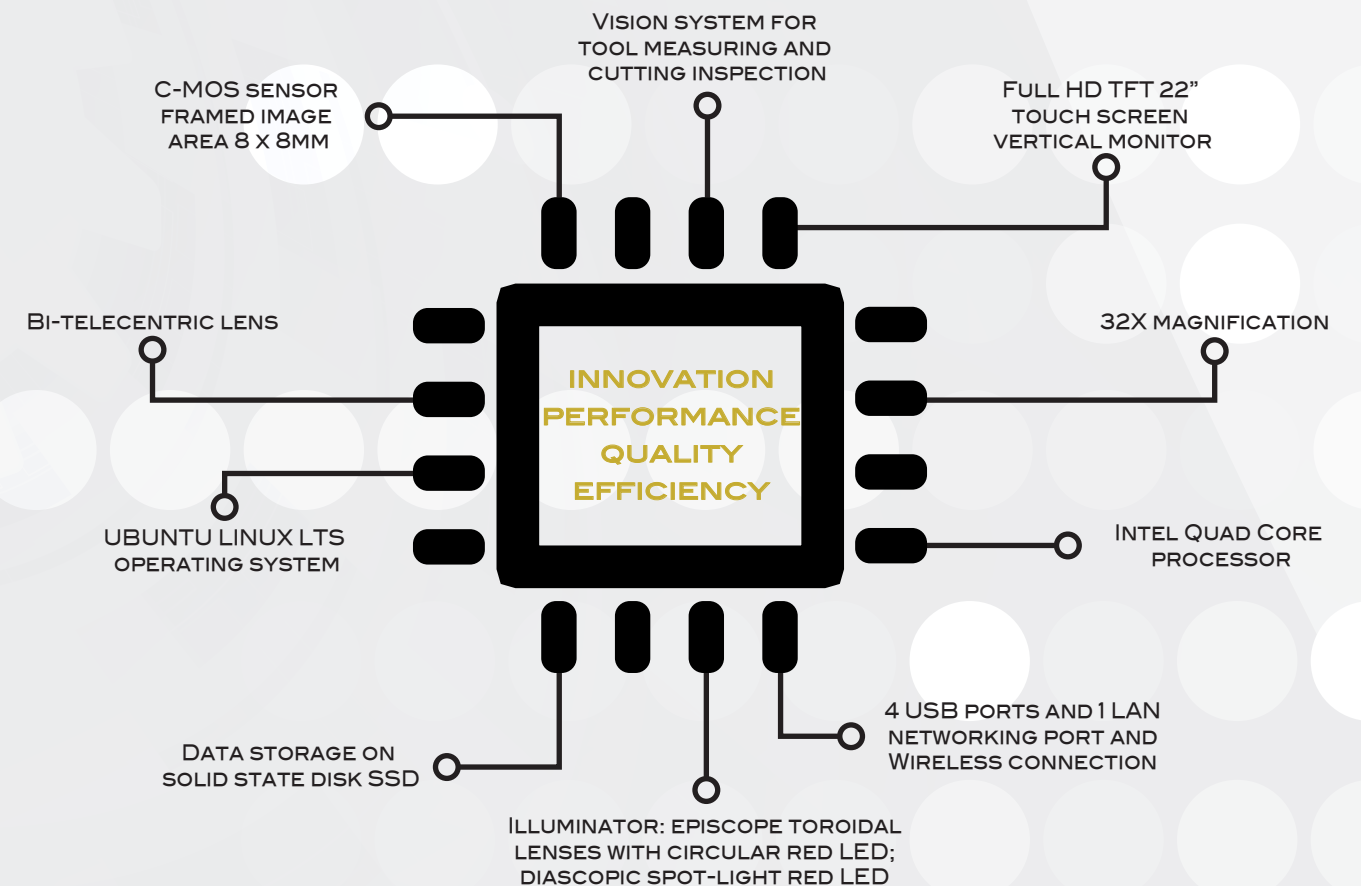 Vision system for
tool measuring and
cutting inspection
C-MOS sensor
framed image
area 8 x 8mm
Full HD TFT 22”
touch screen
vertical monitor
Bi-telecentric lens
32X magnification
INNOVATION
PERFORMANCE
QUALITY
EFFICIENCY
UBUNTU LINUX LTS
operating system
Intel Quad Core
processor
4 USB ports and 1 LAN
networking port and
Wireless connection
Data storage on
solid state disk SSD
Illuminator: episcope toroidal
lenses with circular red LED;
diascopic spot-light red LED